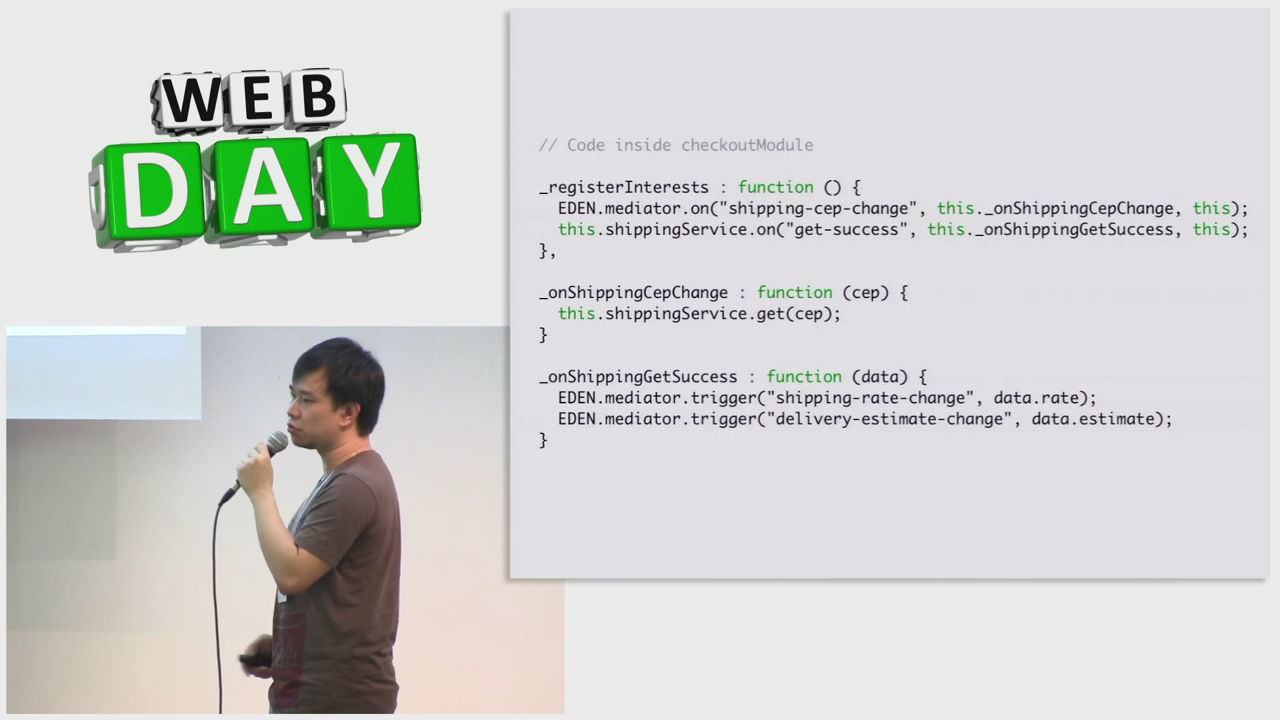 WEB
DAY
// Code inside checkoutModule
_registerInterests : function () {
  EDEN.mediator.on("shipping-cep-change", this._onShippingCepChange, this);
  this.shippingService.on("get-success", this._onShippingGetSuccess, this);
},
_onShippingCepChange : function (cep) {
  this.shippingService.get(cep);
}
_onShippingGetSuccess : function (data) {
  EDEN.mediator.trigger("shipping-rate-change", data.rate);
  EDEN.mediator.trigger("delivery-estimate-change", data.estimate);
}